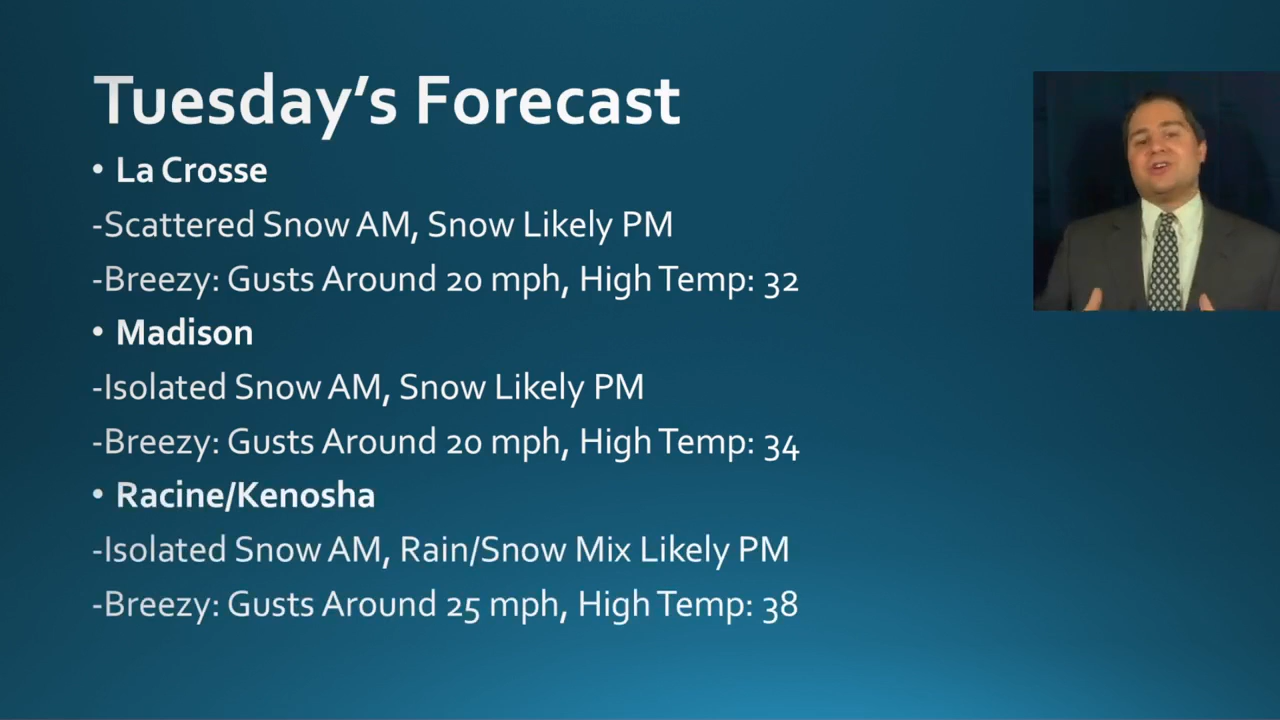 Tuesday’s Forecast
• La Crosse
-Scattered Snow AM, Snow Likely PM
-Breezy: Gusts Around 20 mph, High Temp: 32
• Madison
-Isolated Snow AM, Snow Likely PM
-Breezy: Gusts Around 20 mph, High Temp: 34
• Racine/Kenosha
-Isolated Snow AM, Rain/Snow Mix Likely PM
-Breezy: Gusts Around 25 mph, High Temp: 38